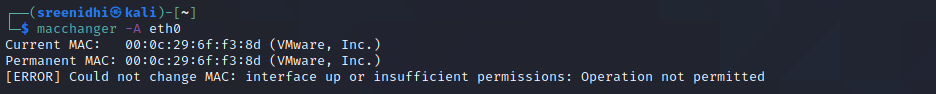 ┌──(sreenidhi㉿kali)-[~]
└─$ macchanger -A eth0
Current MAC:   00:0c:29:6f:f3:8d (VMware, Inc.)
Permanent MAC: 00:0c:29:6f:f3:8d (VMware, Inc.)
[ERROR] Could not change MAC: interface up or insufficient permissions: Operation not permitted